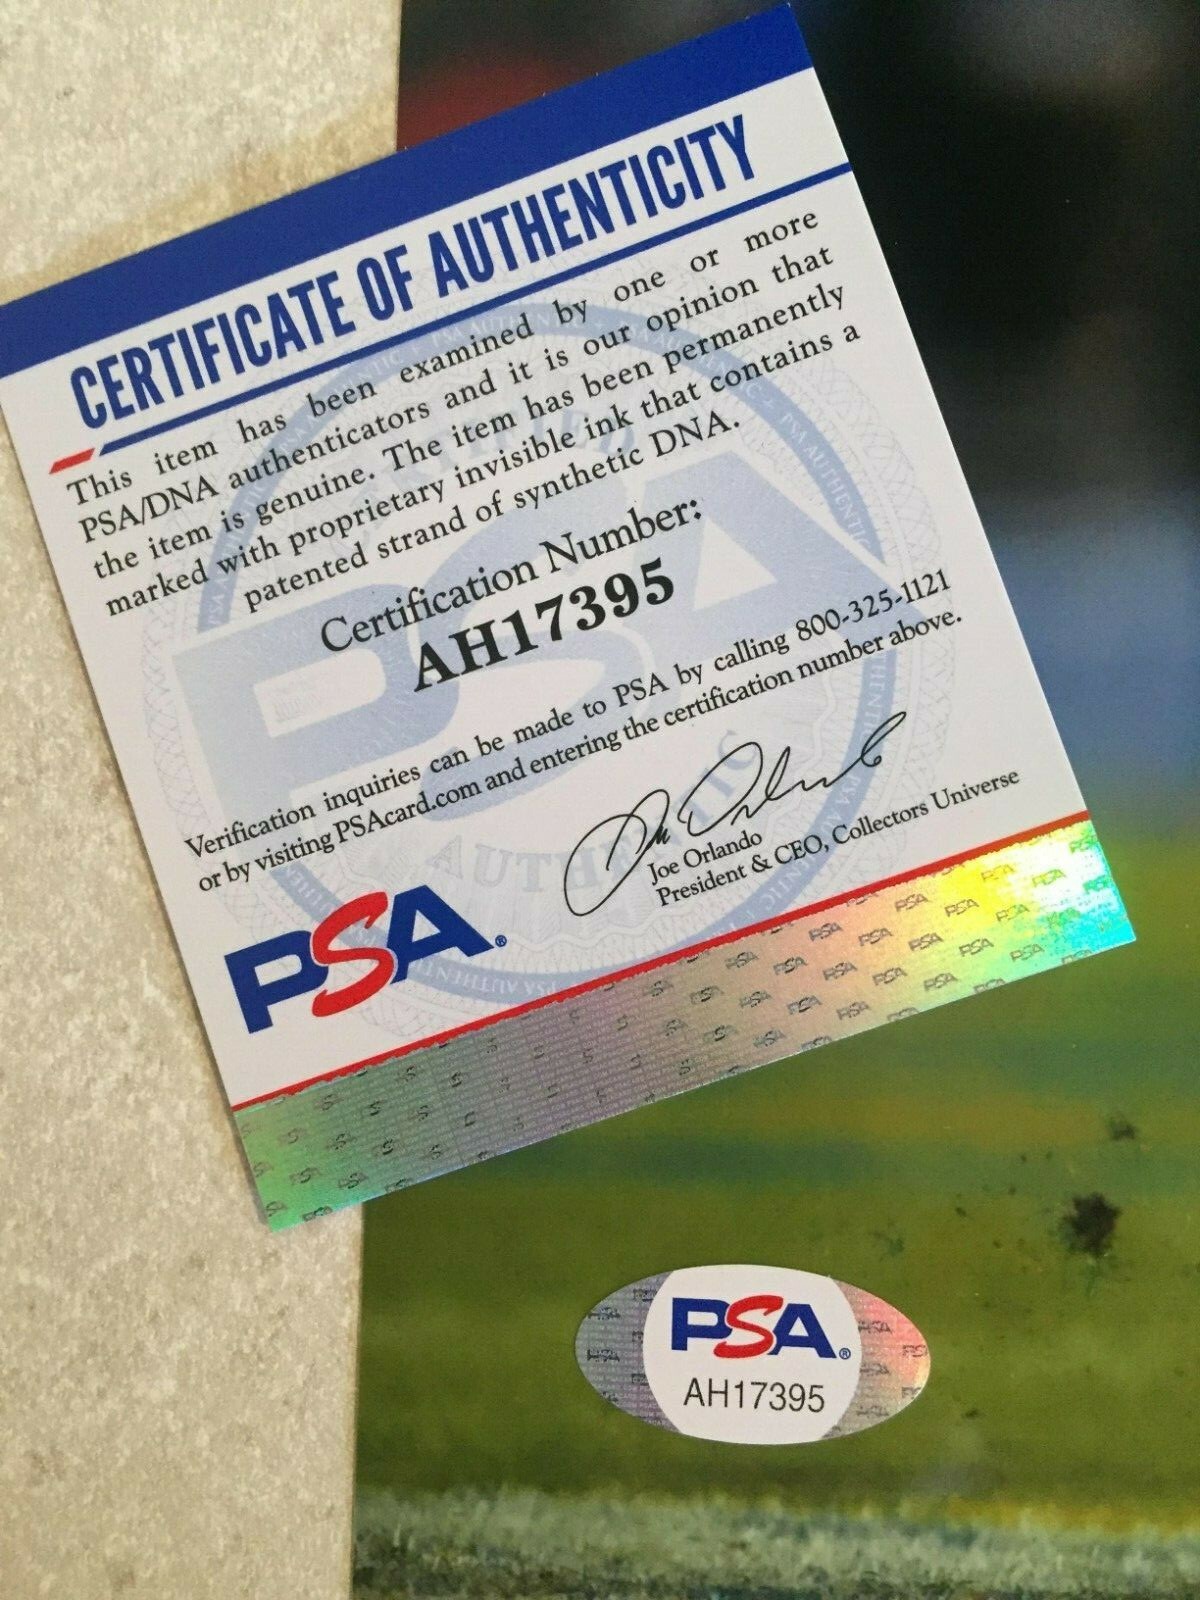 CERTIFICATE OF AUTHENTICITY
This item has been examined by one or more
PSA/DNA authenticators and it is our opinion that
the item is genuine. The item has been permanently
marked with proprietary invisible ink that contains a
patented strand of synthetic DNA.
Certification Number:
AH17395
Verification inquiries can be made to PSA by calling 800-325-1121
or by visiting PSAcard.com and entering the certification number above.
Joe Orlando
President & CEO, Collectors Universe
PSA®
PSA®
AH17395